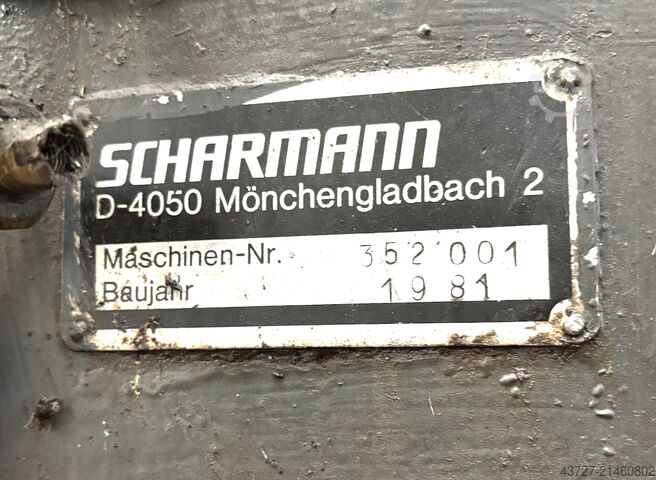 SCHARMANN
D-4050 Mönchengladbach 2
Maschinen-Nr. 352 001
Baujahr 1981
43727-21460802